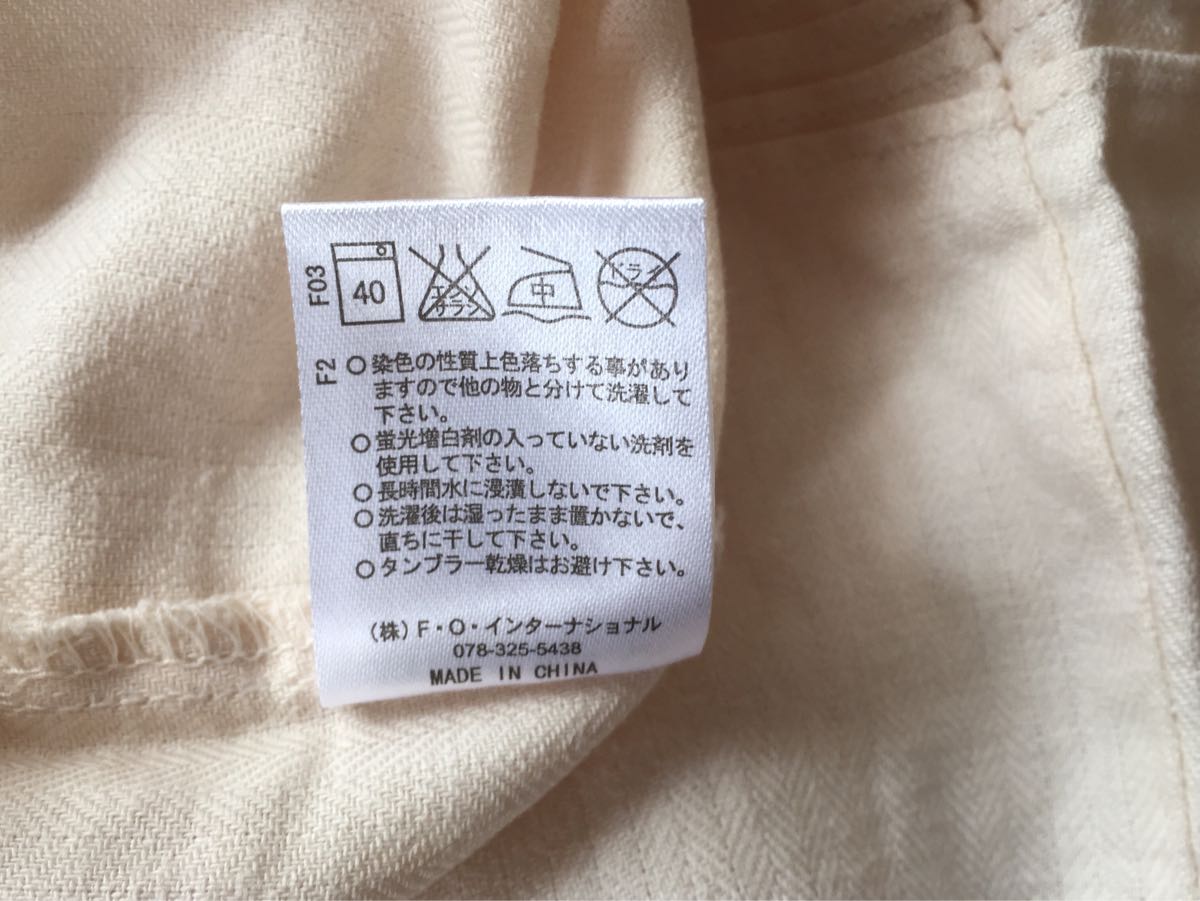 F03
40
エンソ
サラシ
中
ドライ
F2
○染色の性質上色落ちする事があり
ますので他の物と分けて洗濯して
下さい。
○蛍光増白剤の入っていない洗剤を
使用して下さい。
○長時間水に浸漬しないで下さい。
○洗濯後は湿ったまま置かないで、
直ちに干して下さい。
○タンブラー乾燥はお避け下さい。
(株)F・O・インターナショナル
078-325-5438
MADE IN CHINA